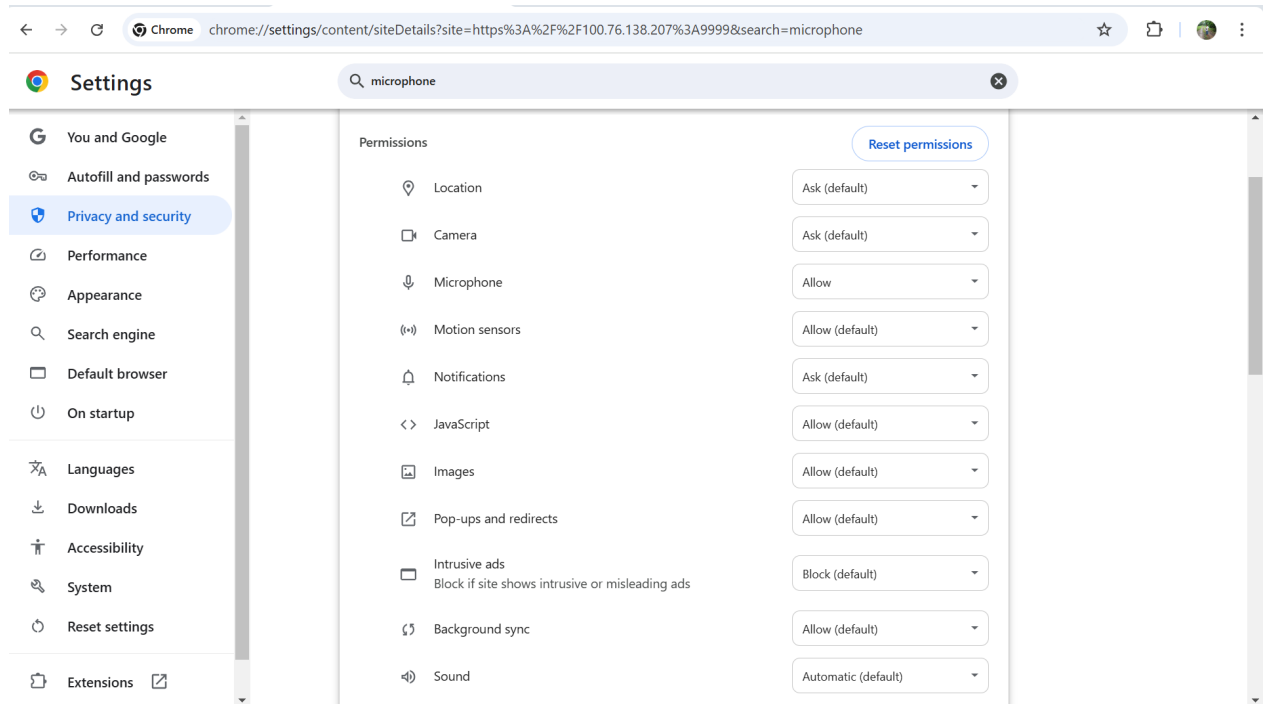 Chrome chrome://settings/content/siteDetails?site=https%3A%2F%2F100.76.138.207%3A9999&search=microphone
Settings
microphone
You and Google
Autofill and passwords
Privacy and security
Performance
Appearance
Search engine
Default browser
On startup
Languages
Downloads
Accessibility
System
Reset settings
Extensions
Permissions Reset permissions
Location Ask (default)
Camera Ask (default)
Microphone Allow
Motion sensors Allow (default)
Notifications Ask (default)
JavaScript Allow (default)
Images Allow (default)
Pop-ups and redirects Allow (default)
Intrusive ads Block (default)
Block if site shows intrusive or misleading ads
Background sync Allow (default)
Sound Automatic (default)